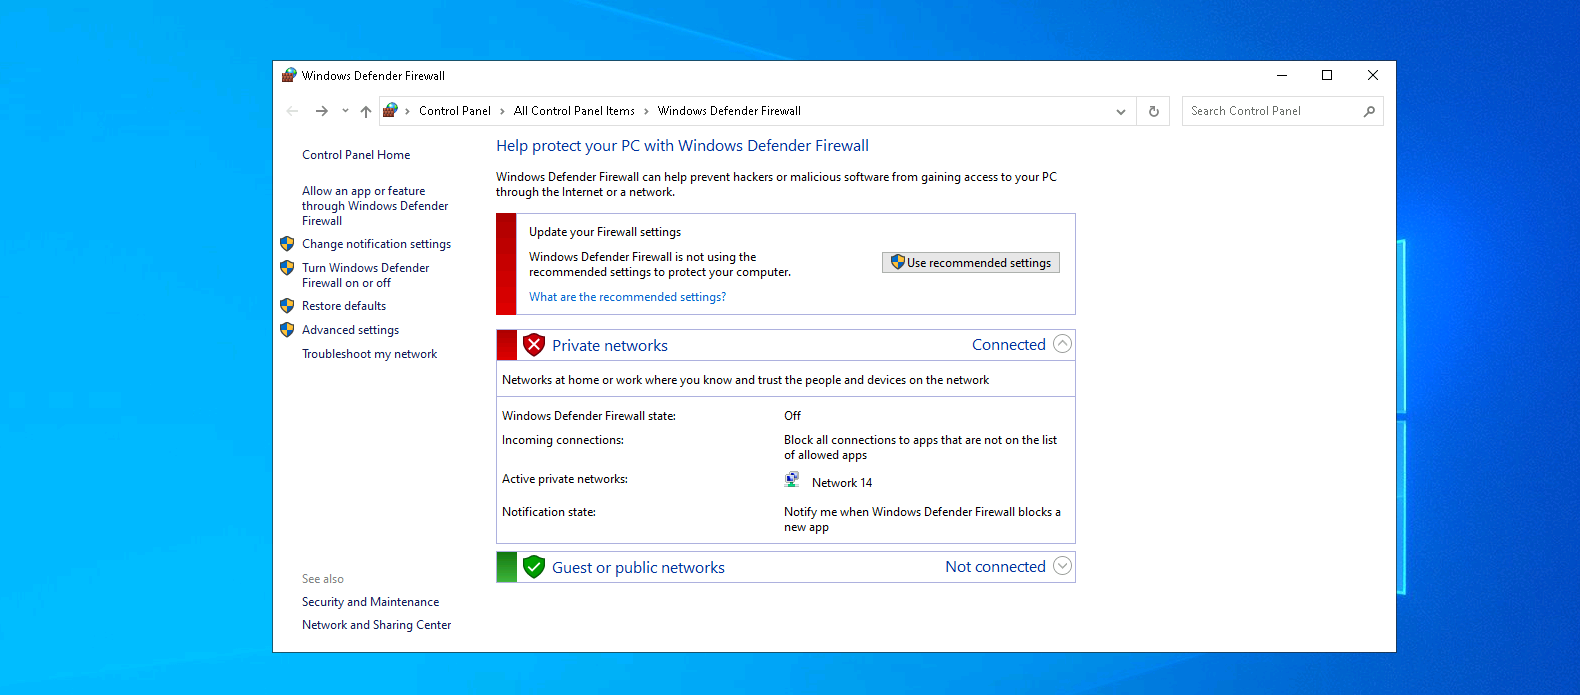 Windows Defender Firewall
Control Panel > All Control Panel Items > Windows Defender Firewall
Search Control Panel
Control Panel Home
Allow an app or feature
through Windows Defender
Firewall
Change notification settings
Turn Windows Defender
Firewall on or off
Restore defaults
Advanced settings
Troubleshoot my network
See also
Security and Maintenance
Network and Sharing Center
Help protect your PC with Windows Defender Firewall
Windows Defender Firewall can help prevent hackers or malicious software from gaining access to your PC
through the Internet or a network.
Update your Firewall settings
Windows Defender Firewall is not using the
recommended settings to protect your computer.
What are the recommended settings?
Use recommended settings
Private networks Connected
Networks at home or work where you know and trust the people and devices on the network
Windows Defender Firewall state: Off
Incoming connections: Block all connections to apps that are not on the list
of allowed apps
Active private networks: Network 14
Notification state: Notify me when Windows Defender Firewall blocks a
new app
Guest or public networks Not connected